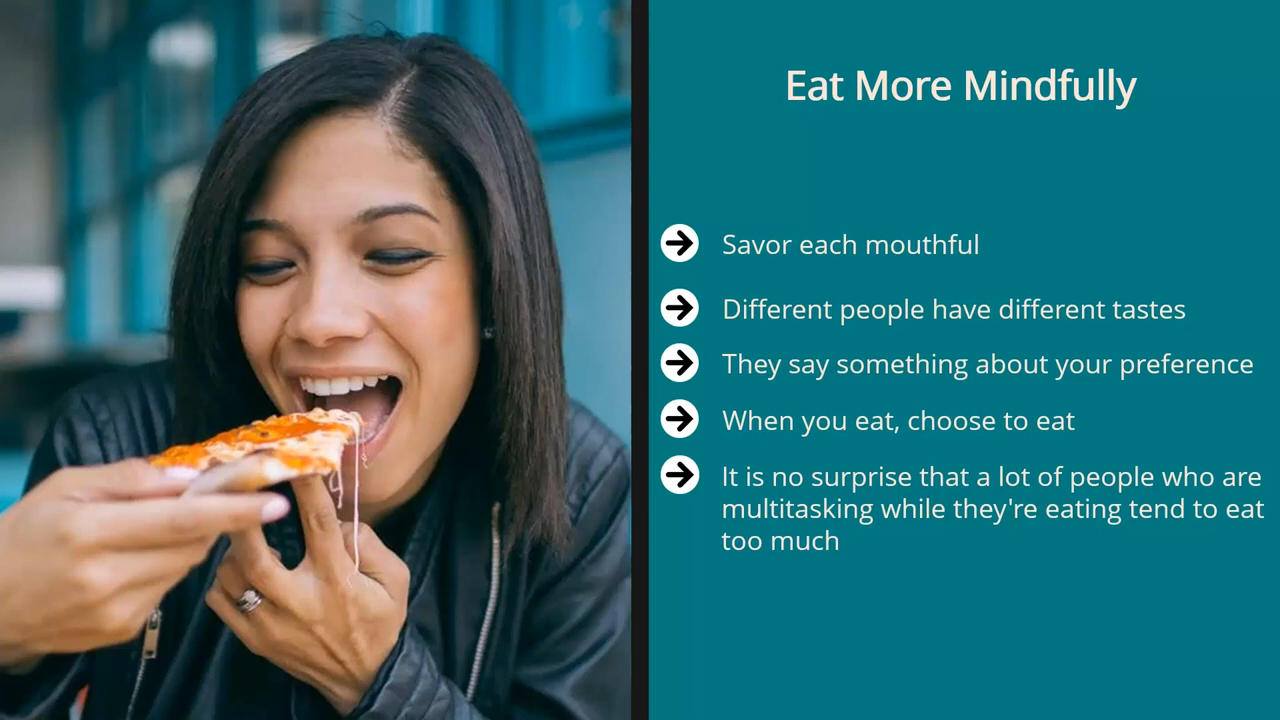 Eat More Mindfully
Savor each mouthful
Different people have different tastes
They say something about your preference
When you eat, choose to eat
It is no surprise that a lot of people who are
multitasking while they're eating tend to eat
too much